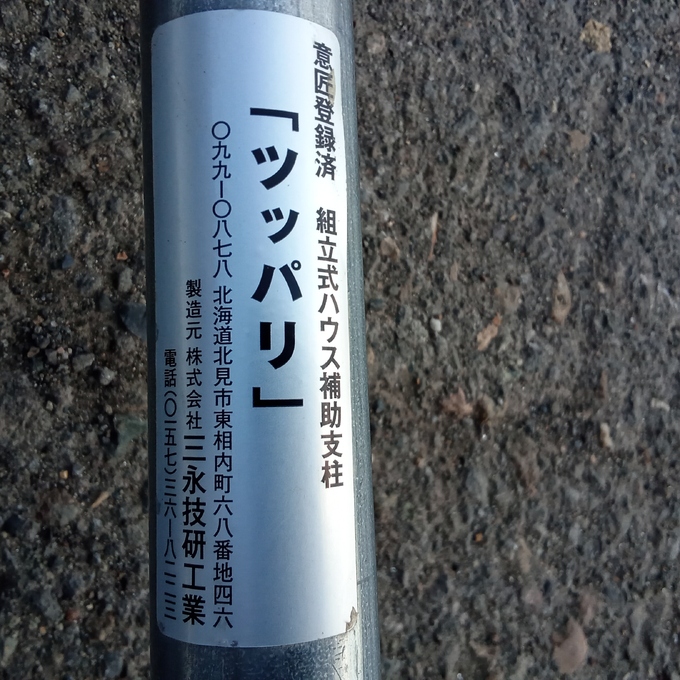 意匠登録済 組立式ハウス補助支柱
「ツッパリ」
〇九九ー〇八七八 北海道北見市東相内町六八番地四六
製造元 株式会社 三永技研工業
電話(〇一五七)三六ー八一二三